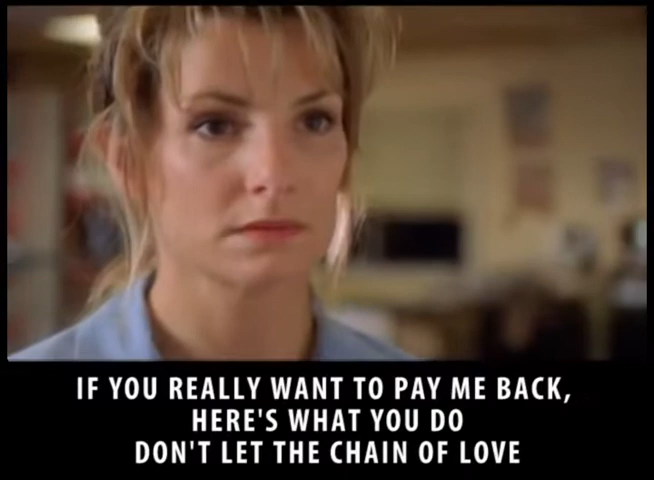 IF YOU REALLY WANT TO PAY ME BACK,
HERE'S WHAT YOU DO
DON'T LET THE CHAIN OF LOVE